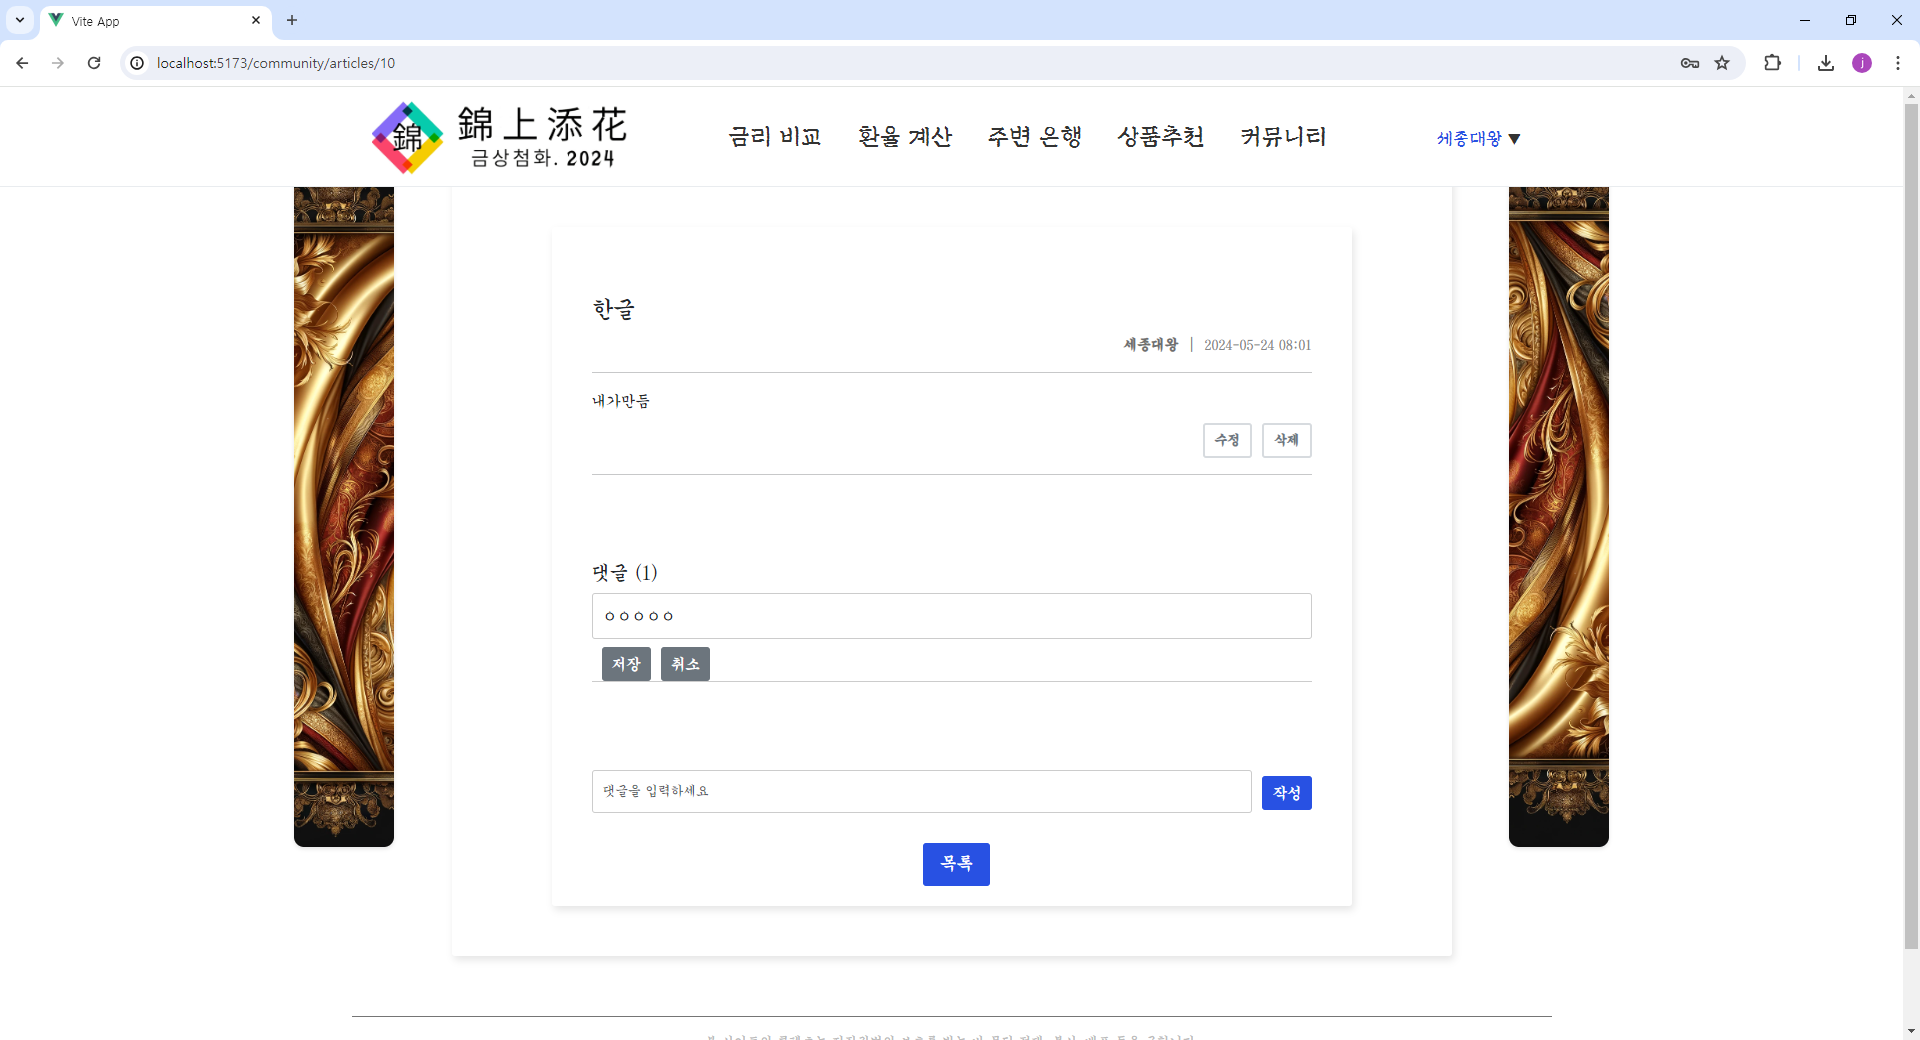 Vite App
localhost:5173/community/articles/10
j
錦 錦上添花
금상첨화. 2024
금리 비교 환율 계산 주변 은행 상품추천 커뮤니티 세종대왕 ▼
한글
세종대왕 | 2024-05-24 08:01
내가만듬
수정 삭제
댓글 (1)
ㅇㅇㅇㅇㅇ
저장 취소
댓글을 입력하세요 작성
목록